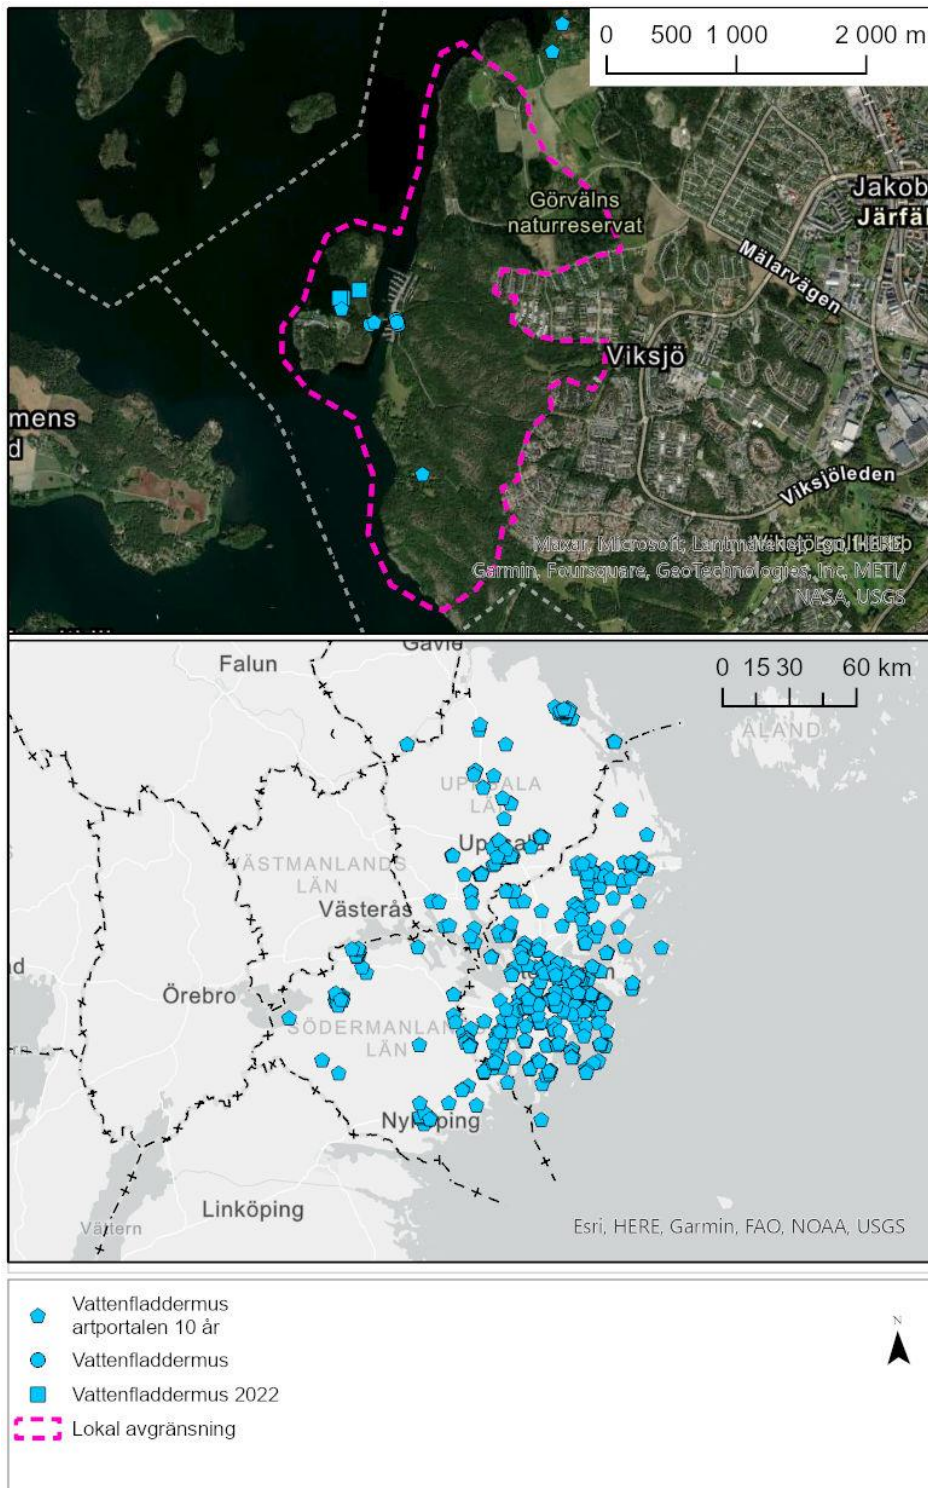 0 500 1 000 2 000 m
Görvälns
naturreservat
Jakob
Järfäl
Mälarvägen
Viksjö
mens
d
Viksjöleden
Maxar, Microsoft, Lantmäteriet, Esri, HERE,
Garmin, Foursquare, GeoTechnologies, Inc, METI/
NASA, USGS
Gävle
Falun
0 15 30 60 km
ÅLAND
UPPSALA
LÄN
Uppsala
VÄSTMANLANDS
LÄN
Västerås
d
Örebro
SÖDERMANLANDS
LÄN
Nyköping
Linköping
Vättern
Esri, HERE, Garmin, FAO, NOAA, USGS
Vattenfladdermus
artportalen 10 år
N
Vattenfladdermus
Vattenfladdermus 2022
Lokal avgränsning